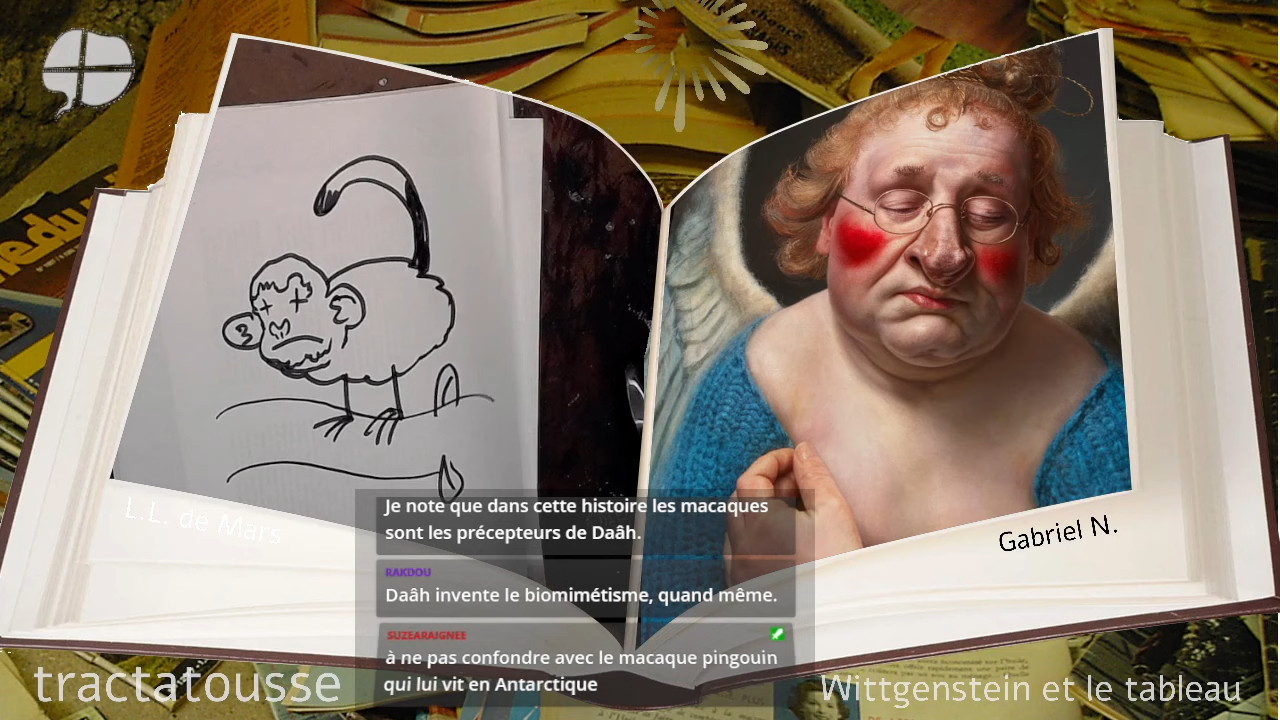 L.L. de Mars
Gabriel N.
Je note que dans cette histoire les macaques
sont les précepteurs de Daâh.
RAKDOU
Daâh invente le biomimétisme, quand même.
SUZEARAIGNEE
à ne pas confondre avec le macaque pingouin
qui lui vit en Antarctique
tractatousse
Wittgenstein et le tableau